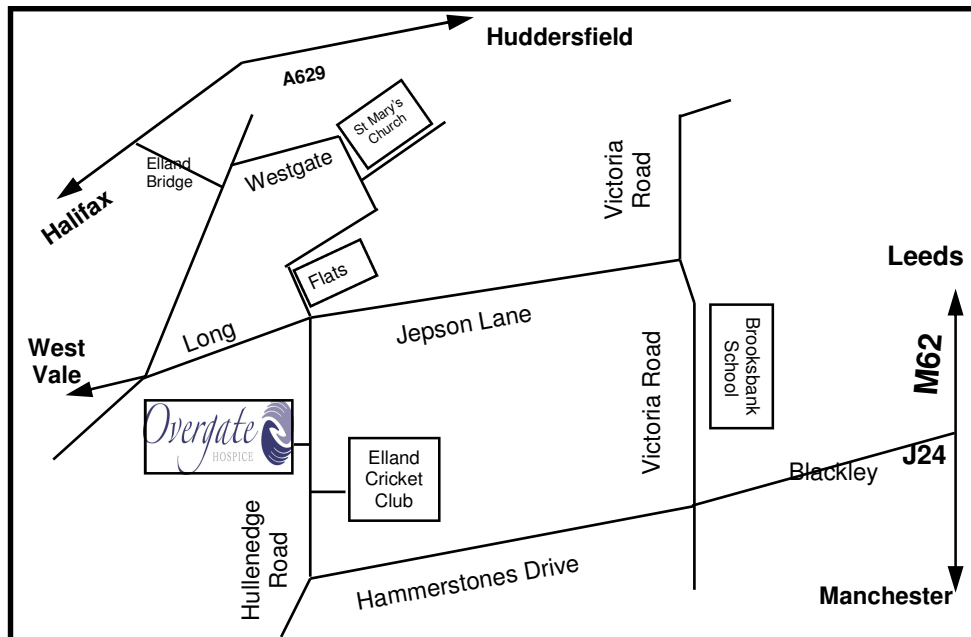 Huddersfield
A629
St Mary's
Church
Elland
Bridge
Westgate
Halifax
Victoria
Road
Flats
Leeds
Long
Jepson Lane
West
Vale
M62
Brooksbank
School
Victoria Road
Overgate
HOSPICE
Elland
Cricket
Club
J24
Blackley
Hullenedge
Road
Hammerstones Drive
Manchester